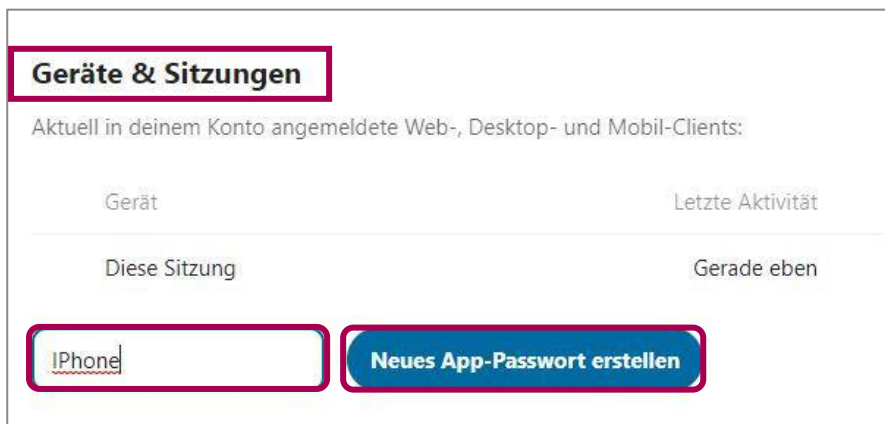 Geräte & Sitzungen
Aktuell in deinem Konto angemeldete Web-, Desktop- und Mobil-Clients:
Gerät Letzte Aktivität
Diese Sitzung Gerade eben
IPhone Neues App-Passwort erstellen